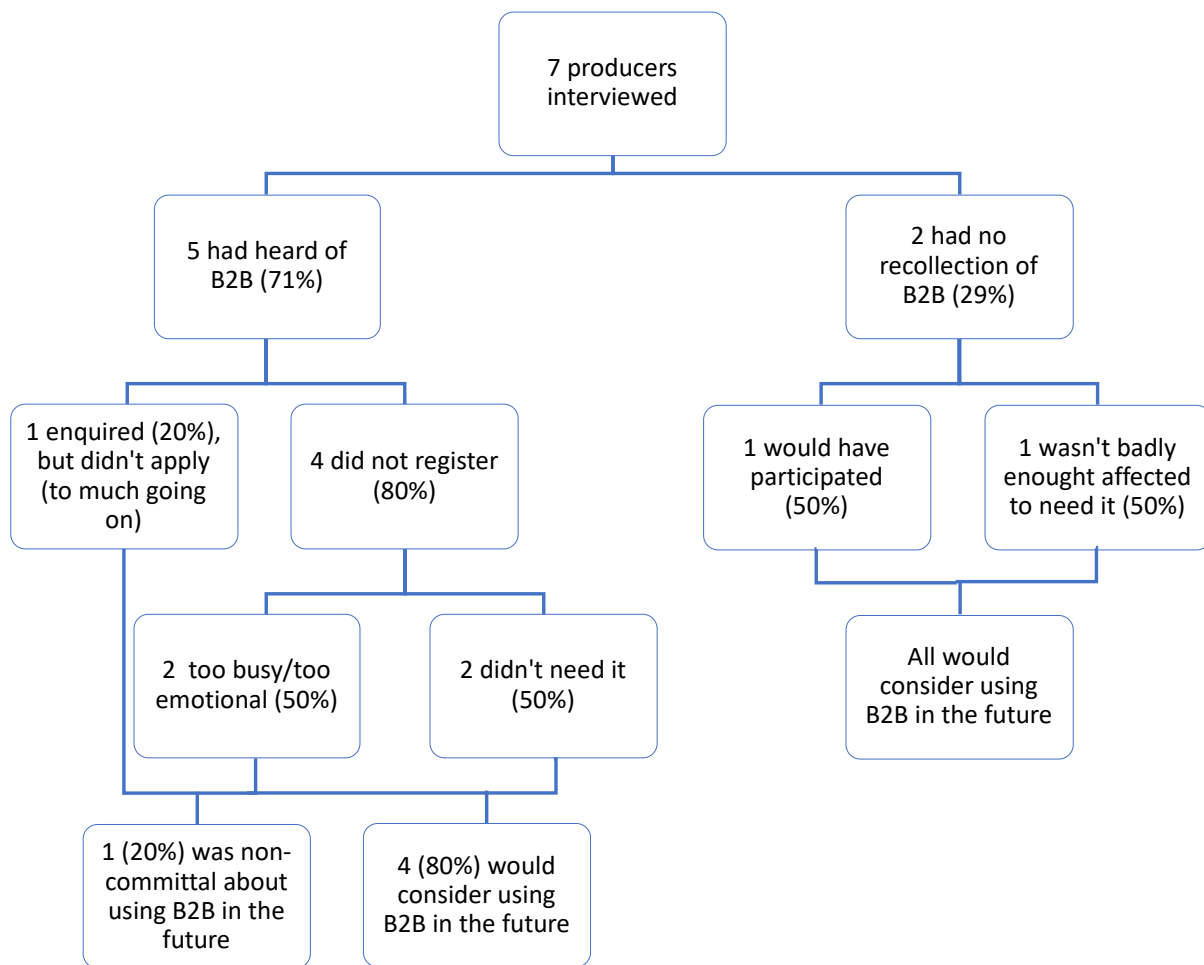 7 producers
interviewed
5 had heard of
B2B (71%)
2 had no
recollection of
B2B (29%)
1 enquired (20%),
but didn't apply
(to much going
on)
4 did not register
(80%)
1 would have
participated
(50%)
1 wasn't badly
enought affected
to need it (50%)
2  too busy/too
emotional (50%)
2 didn't need it
(50%)
All would
consider using
B2B in the future
1 (20%) was non-
committal about
using B2B in the
future
4 (80%) would
consider using
B2B in the future